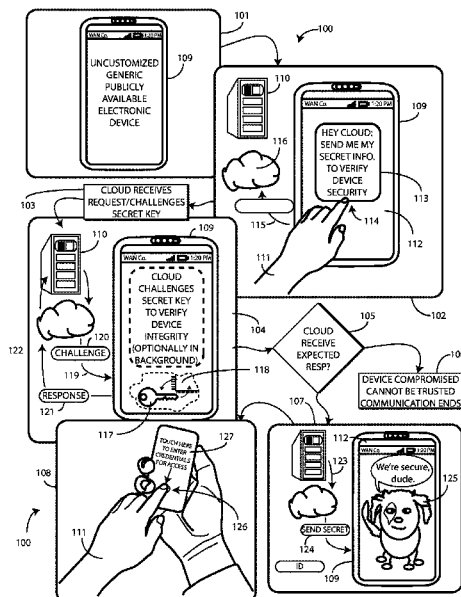 101
100
WAN Co. 1:20 PM
109
UNCUSTOMIZED
GENERIC
PUBLICLY
AVAILABLE
ELECTRONIC
DEVICE
110
WAN Co. 1:20 PM
109
116
HEY CLOUD;
SEND ME MY
SECRET INFO.
TO VERIFY
DEVICE
SECURITY
113
115
114
112
111
102
103
CLOUD RECEIVES
REQUEST/CHALLENGES
SECRET KEY
110
109
WAN Co. 1:20 PM
CLOUD
CHALLENGES
SECRET KEY
TO VERIFY
DEVICE
INTEGRITY
(OPTIONALLY IN
BACKGROUND)
104
122
120
CHALLENGE
119
118
RESPONSE
121
117
105
CLOUD
RECEIVE
EXPECTED
RESP?
10
DEVICE COMPROMISED
CANNOT BE TRUSTED
COMMUNICATION ENDS
107
108
TOUCH HERE
TO ENTER
CREDENTIALS
FOR ACCESS
127
126
111
100
112
WAN Co. 1:20 PM
123
We're secure,
dude.
125
SEND SECRET
124
ID
109